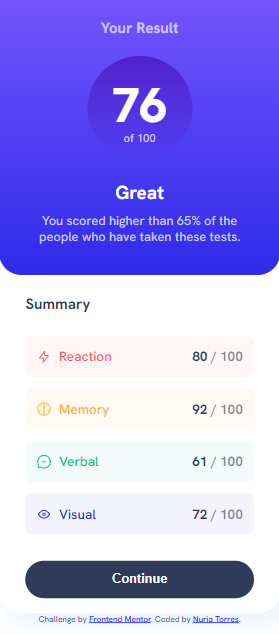 Your Result
76
of 100
Great
You scored higher than 65% of the
people who have taken these tests.
Summary
Reaction 80 / 100
Memory 92 / 100
Verbal 61 / 100
Visual 72 / 100
Continue
Challenge by Frontend Mentor. Coded by Nuria Torres.